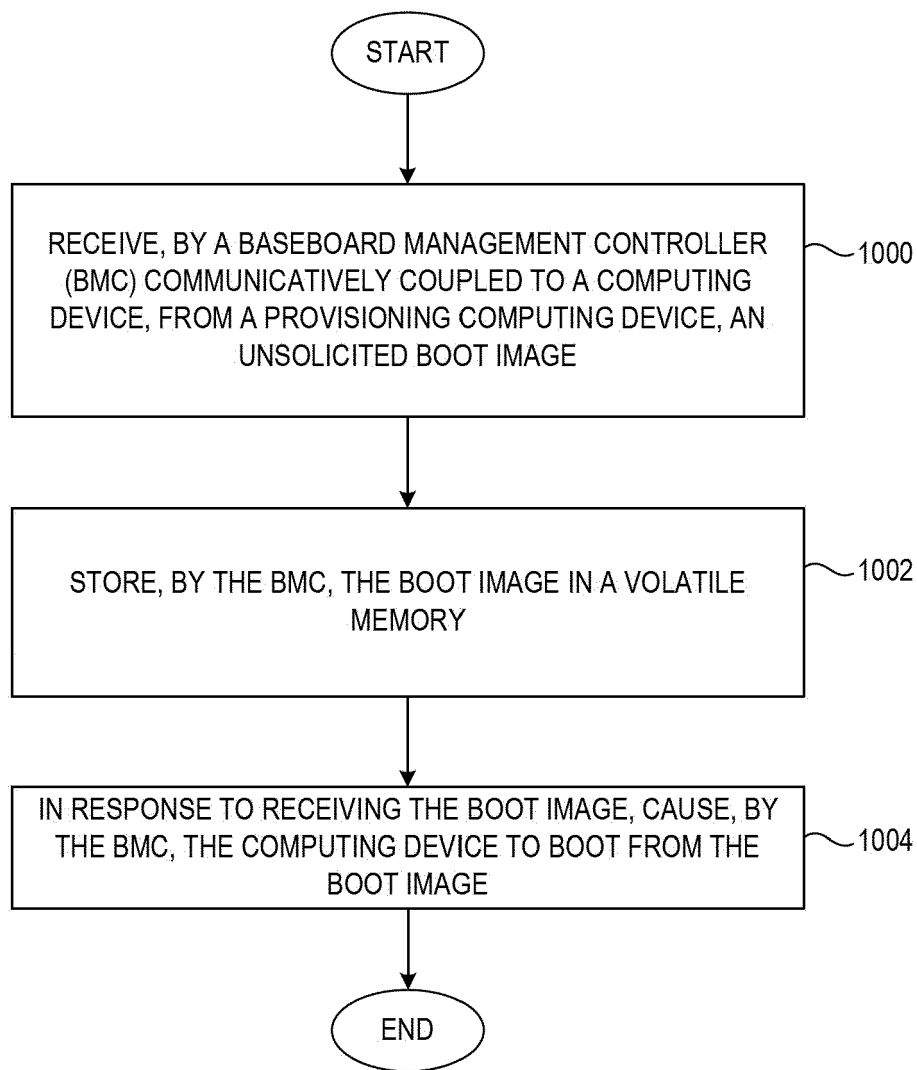 START
RECEIVE, BY A BASEBOARD MANAGEMENT CONTROLLER
(BMC) COMMUNICATIVELY COUPLED TO A COMPUTING
DEVICE, FROM A PROVISIONING COMPUTING DEVICE, AN
UNSOLICITED BOOT IMAGE
1000
STORE, BY THE BMC, THE BOOT IMAGE IN A VOLATILE
MEMORY
1002
IN RESPONSE TO RECEIVING THE BOOT IMAGE, CAUSE, BY
THE BMC, THE COMPUTING DEVICE TO BOOT FROM THE
BOOT IMAGE
1004
END